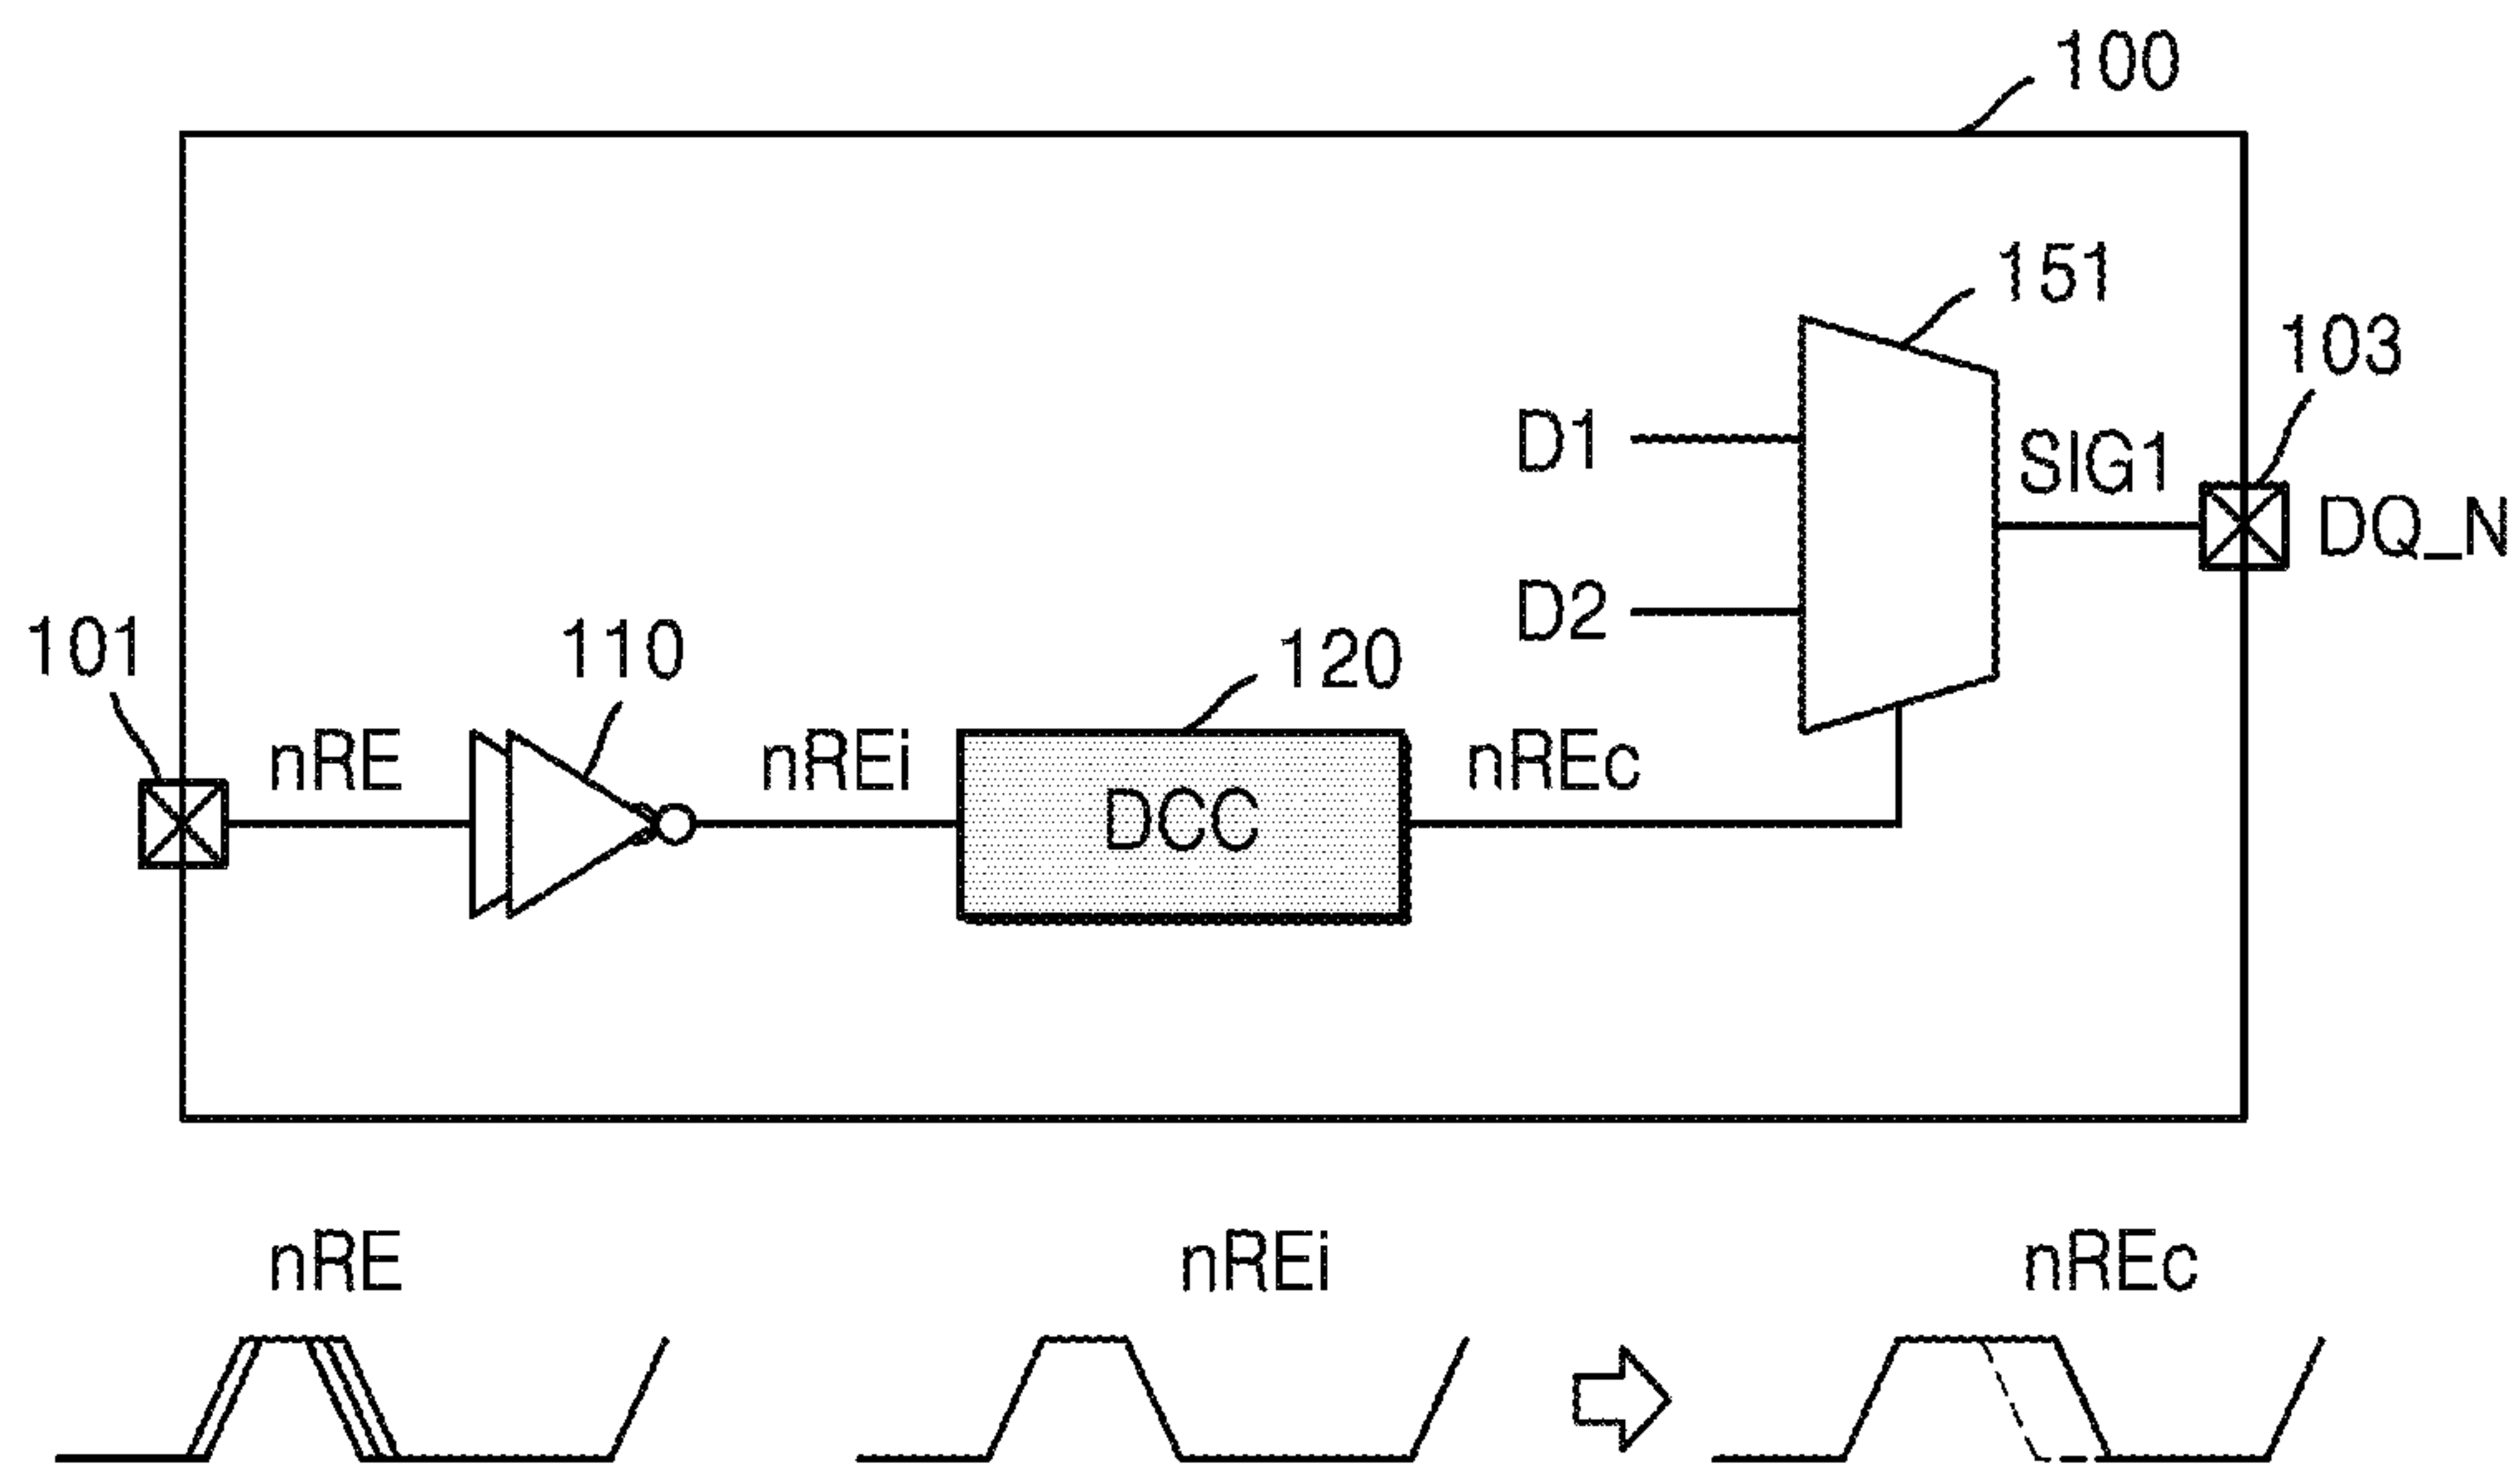 100
151
103
D1
SIG1
DQ_N
D2
101
110
120
nRE
nREi
nREc
DCC
nRE
nREi
nREc